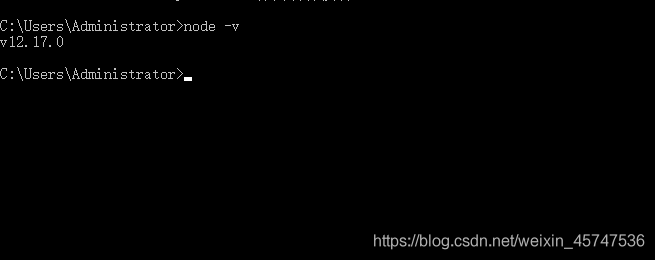 C:\Users\Administrator>node -v
v12.17.0
C:\Users\Administrator>
https://blog.csdn.net/weixin_45747536